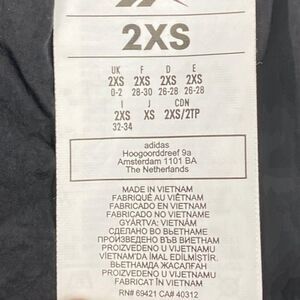 2XS
UK F D E
2XS 2XS 2XS 2XS
0-2 28-30 26-28 26-28
I J CDN
2XS XS 2XS/2TP
32-34
adidas
Hoogoorddreef 9a
Amsterdam 1101 BA
The Netherlands
MADE IN VIETNAM
FABRIQUÉ AU VIÊTNAM
FABRICADO EN VIETNAM
FABRICADO NO VIETNAME
GYÁRTVA: VIETNÁM
СДЕЛАНО ВО ВЬЕТНАМЕ
ПРОИЗВЕДЕНО ВЪВ ВИЕТНАМ
PROIZVEDENO U VIJETNAMU
VIETNAM'DA İMAL EDİLMİŞTİR
ВЬЕТНАМДА ЖАСАЛҒАН
PROIZVEDENO U VIJETNAMU
FABRICAT ÎN VIETNAM
RN# 69421 CA# 40312